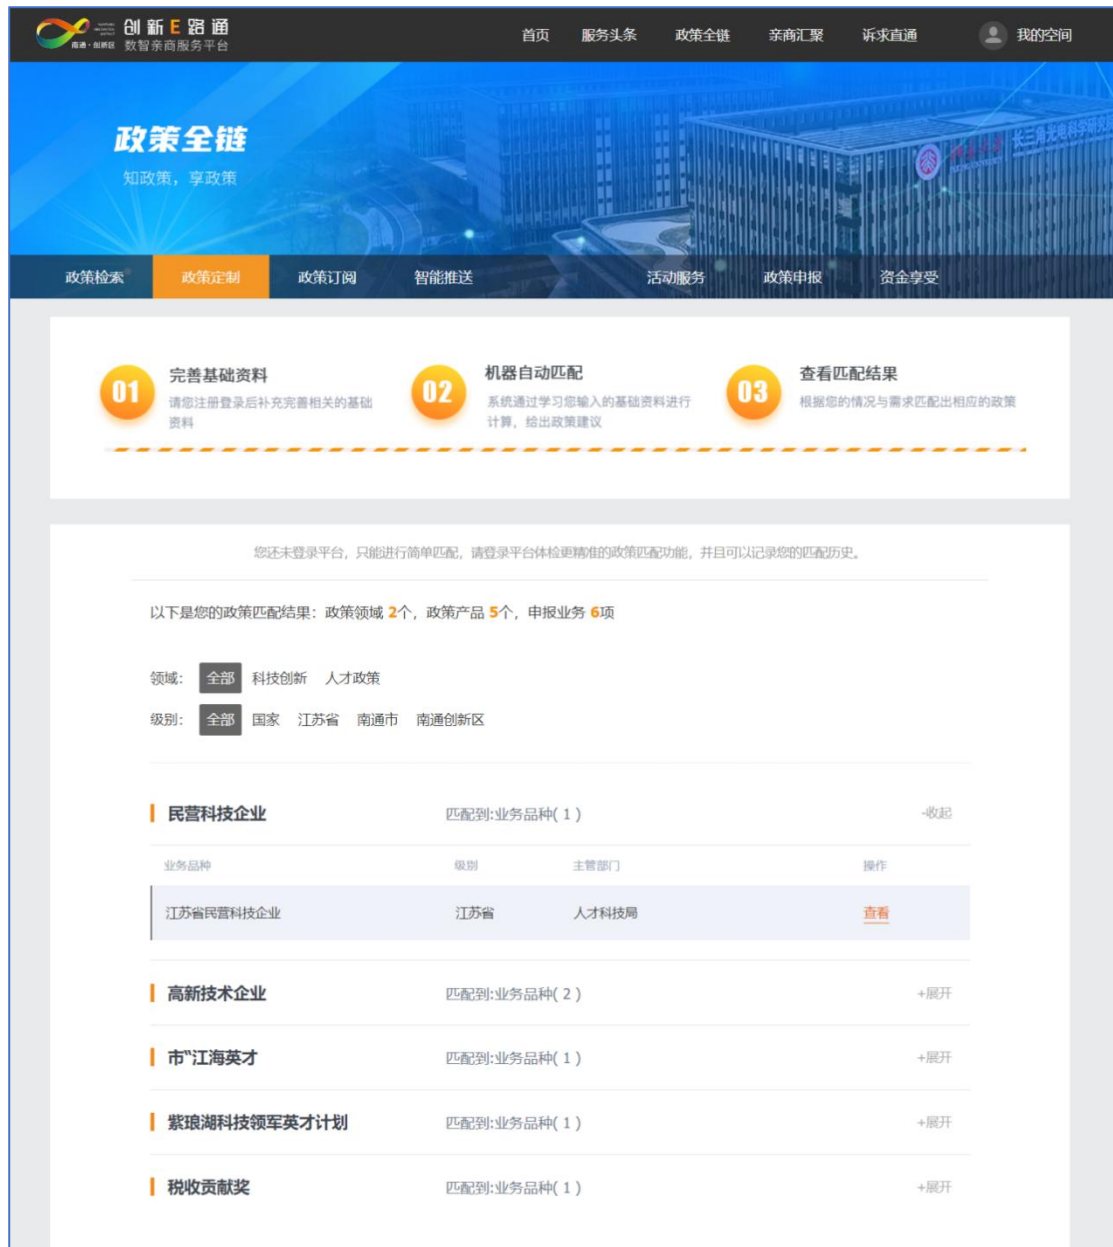 创新E路通
南通·创新区 数智亲商服务平台
首页 服务头条 政策全链 亲商汇聚 诉求直通 我的空间
政策全链
知政策，享政策
长三角光电科学研究
政策检索 政策定制 政策订阅 智能推送 活动服务 政策申报 资金享受
01 完善基础资料
请您注册登录后补充完善相关的基础
资料
02 机器自动匹配
系统通过学习您输入的基础资料进行
计算，给出政策建议
03 查看匹配结果
根据您的情况与需求匹配出相应的政策
您还未登录平台，只能进行简单匹配，请登录平台体检更精准的政策匹配功能，并且可以记录您的匹配历史。
以下是您的政策匹配结果：政策领域 2个，政策产品 5个，申报业务 6项
领域： 全部 科技创新 人才政策
级别： 全部 国家 江苏省 南通市 南通创新区
民营科技企业 匹配到:业务品种( 1 ) -收起
业务品种 级别 主管部门 操作
江苏省民营科技企业 江苏省 人才科技局 查看
高新技术企业 匹配到:业务品种( 2 ) +展开
市“江海英才 匹配到:业务品种( 1 ) +展开
紫琅湖科技领军英才计划 匹配到:业务品种( 1 ) +展开
税收贡献奖 匹配到:业务品种( 1 ) +展开